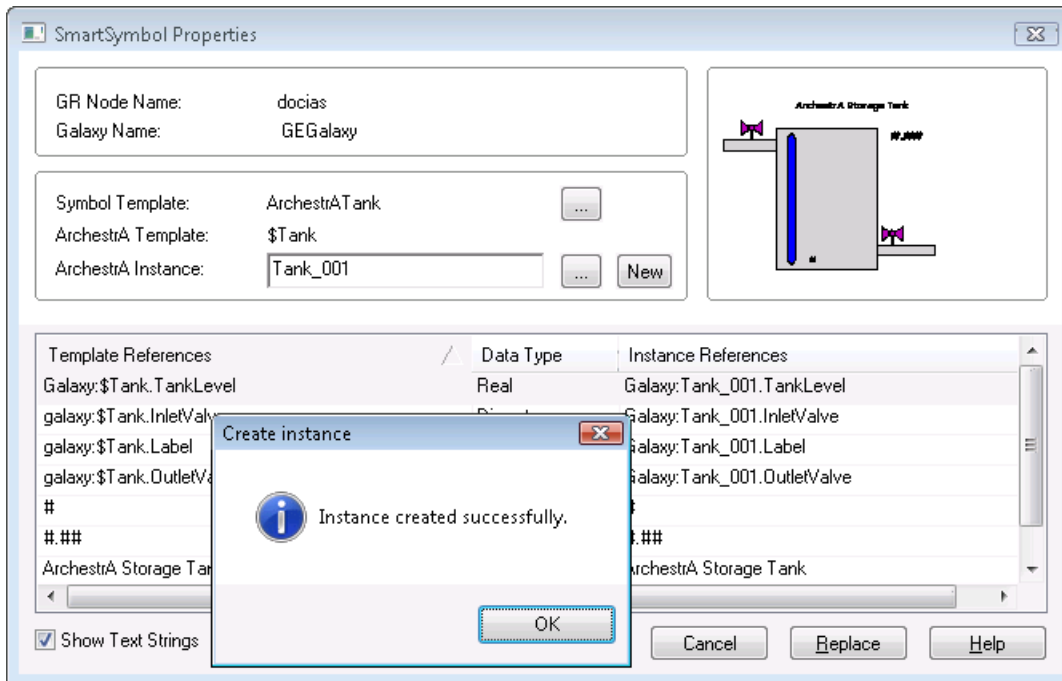 SmartSymbol Properties
GR Node Name: docias
Galaxy Name: GEGalaxy
ArchestrA Storage Tank
#.###
#
Symbol Template: ArchestrATank ...
ArchestrA Template: $Tank
ArchestrA Instance: Tank_001 ... New
Template References Data Type Instance References
Galaxy:$Tank.TankLevel Real Galaxy:Tank_001.TankLevel
galaxy:$Tank.InletValv Galaxy:Tank_001.InletValve
galaxy:$Tank.Label Galaxy:Tank_001.Label
galaxy:$Tank.OutletVa Galaxy:Tank_001.OutletValve
# #
#.## #.##
ArchestrA Storage Tan ArchestrA Storage Tank
Create instance
Instance created successfully.
OK
Show Text Strings Cancel Replace Help